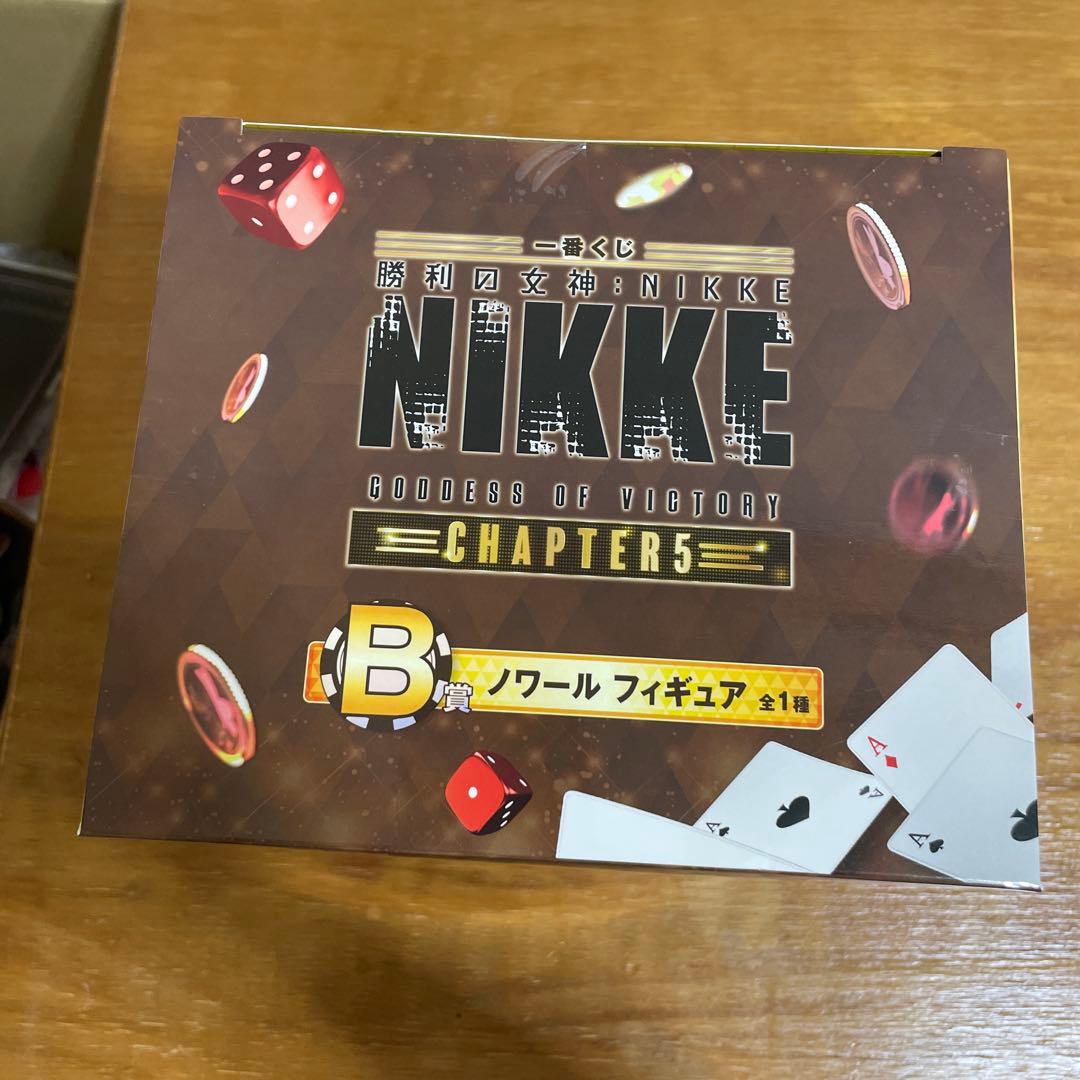 一番くじ
勝利の女神:NIKKE
NIKKE
GODDESS OF VICTORY
CHAPTER5
B賞 ノワール フィギュア 全1種
A
A
A
A